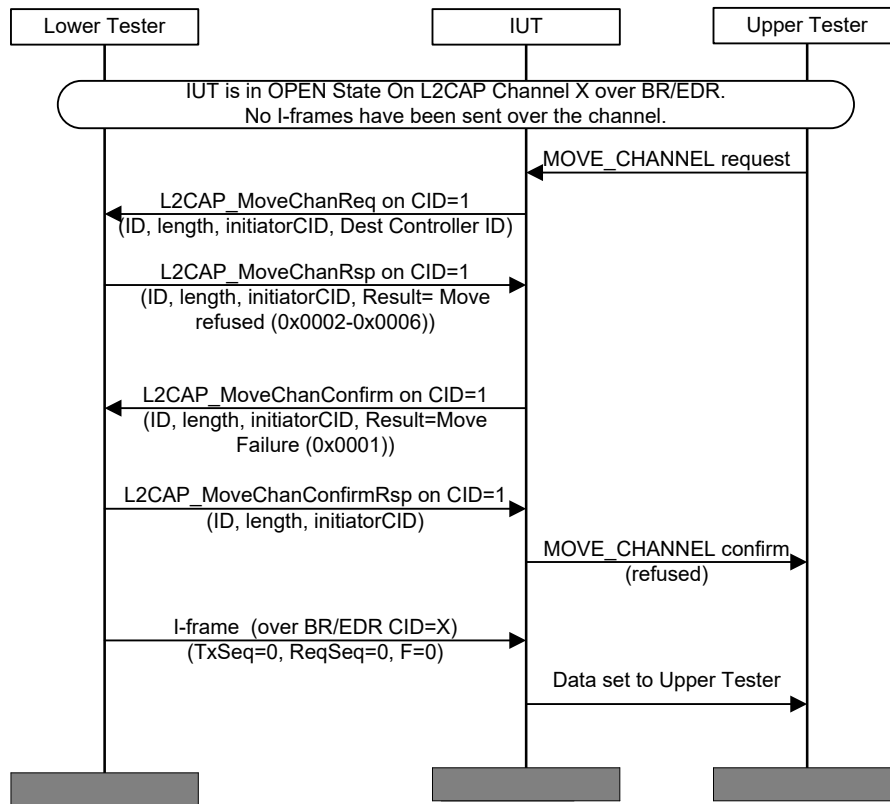 Lower Tester
IUT
Upper Tester
IUT is in OPEN State On L2CAP Channel X over BR/EDR.
No I-frames have been sent over the channel.
MOVE_CHANNEL request
L2CAP_MoveChanReq on CID=1
(ID, length, initiatorCID, Dest Controller ID)
L2CAP_MoveChanRsp on CID=1
(ID, length, initiatorCID, Result= Move
refused (0x0002-0x0006))
L2CAP_MoveChanConfirm on CID=1
(ID, length, initiatorCID, Result=Move
Failure (0x0001))
L2CAP_MoveChanConfirmRsp on CID=1
(ID, length, initiatorCID)
MOVE_CHANNEL confirm
(refused)
I-frame  (over BR/EDR CID=X)
(TxSeq=0, ReqSeq=0, F=0)
Data set to Upper Tester